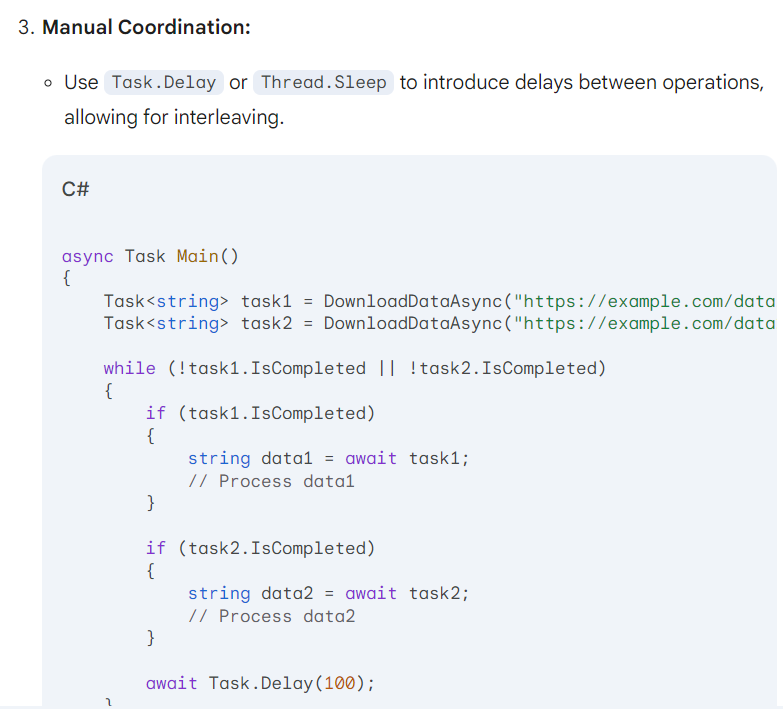 3. Manual Coordination:
Use Task.Delay or Thread.Sleep to introduce delays between operations,
allowing for interleaving.
C#
async Task Main()
{
    Task<string> task1 = DownloadDataAsync("https://example.com/data
    Task<string> task2 = DownloadDataAsync("https://example.com/data
    while (!task1.IsCompleted || !task2.IsCompleted)
    {
        if (task1.IsCompleted)
        {
            string data1 = await task1;
            // Process data1
        }
        if (task2.IsCompleted)
        {
            string data2 = await task2;
            // Process data2
        }
        await Task.Delay(100);
    }